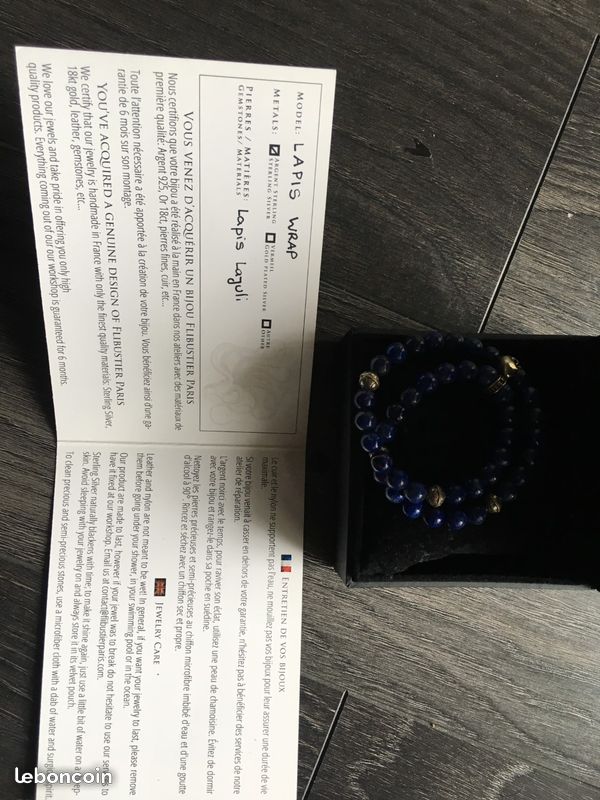 MODEL: LAPIS WRAP
METALS: ARGENT STERLING VERMEIL AUTRE
STERLING SILVER GOLD PLATED SILVER OTHER
PIERRES / MATIÈRES: Lapis Lazuli
GEMSTONES / MATERIALS
VOUS VENEZ D'ACQUÉRIR UN BIJOU FLIBUSTIER PARIS
Nous certifions que votre bijou a été réalisé à la main en France dans nos ateliers avec des matériaux de
première qualité: Argent 925, Or 18ct, pierres fines, cuir, etc...
Toute l'attention nécessaire a été apportée à la création de votre bijou. Vous bénéficiez ainsi d'une ga-
rantie de 6 mois sur son montage.
YOU'VE ACQUIRED A GENUINE DESIGN OF FLIBUSTIER PARIS
We certify that our jewelry is handmade in France with only the finest quality materials: Sterling Silver,
18kt gold, leather, gemstones, etc...
We love our jewels and take pride in offering you only high
quality products. Everything coming out of our our workshop is guaranteed for 6 months.
ENTRETIEN DE VOS BIJOUX
Le cuir et le nylon ne supportent pas l'eau, ne mouillez pas vos bijoux pour leur assurer une durée de vie
maximale.
Si votre bijou venait à casser en dehors de votre garantie, n'hésitez pas à bénéficier des services de notre
atelier de réparation.
L'argent noircit avec le temps, pour raviver son éclat, utilisez une peau de chamoisine. Éviter de dormir
avec votre bijou et rangez-le dans sa poche en suédine.
Nettoyez les pierres précieuses et semi-précieuses au chiffon microfibre imbibé d'eau et d'une goutte
d'alcool à 90°. Rincez et séchez avec un chiffon sec et propre.
JEWELRY CARE
Leather and nylon are not meant to be wet! In general, if you want your jewelry to last, please remove
them before going under your shower, in your swimming pool or in the ocean.
Our product are made to last, however if your jewel was to break do not hesitate to use our services to
have it fixed at our workshop. Email us at contact@flibustierparis.com.
Sterling Silver naturally blackens with time; to make it shine again, just use a little bit of water on a
skin. Avoid sleeping with your jewelry on and always store it in its velvet pouch.
To clean precious and semi-precious stones, use a microfiber cloth with a dab of water and surgical spirit.
leboncoin